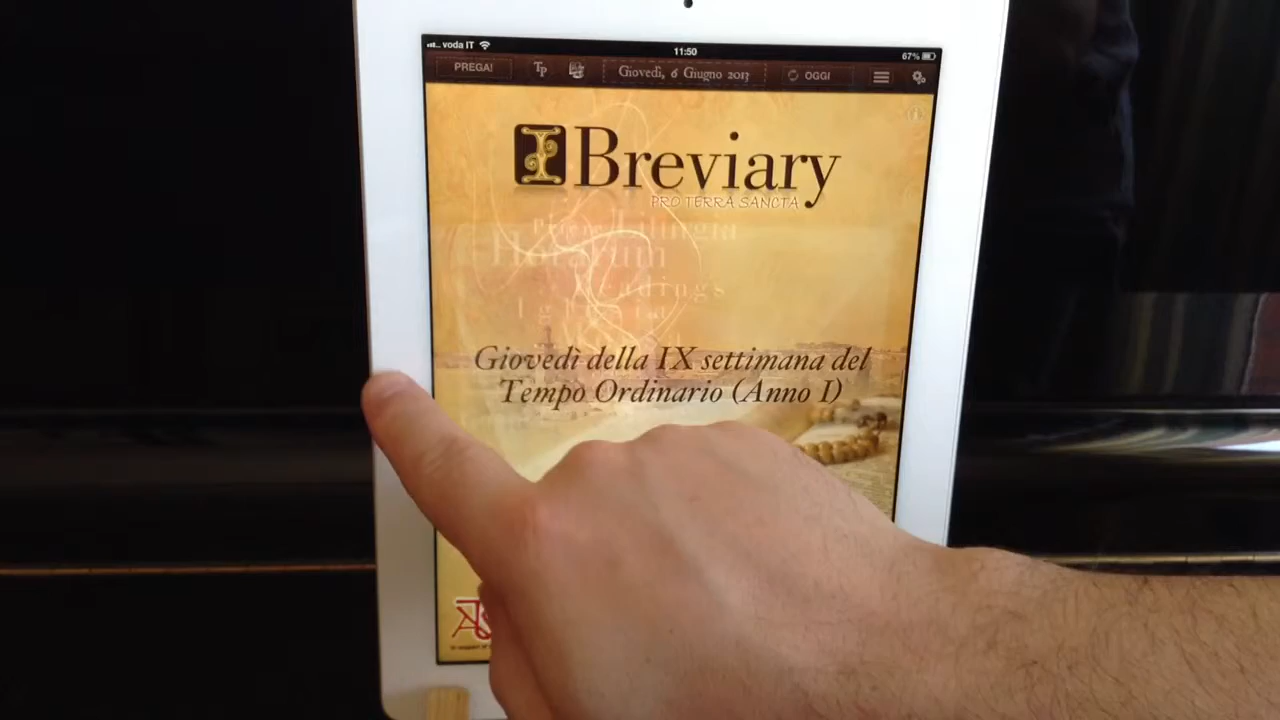 voda IT 11:50 67%
PREGA! TP Giovedì, 6 Giugno 2013 OGGI
I Breviary
PRO TERRA SANCTA
Giovedì della IX settimana del
Tempo Ordinario (Anno I)